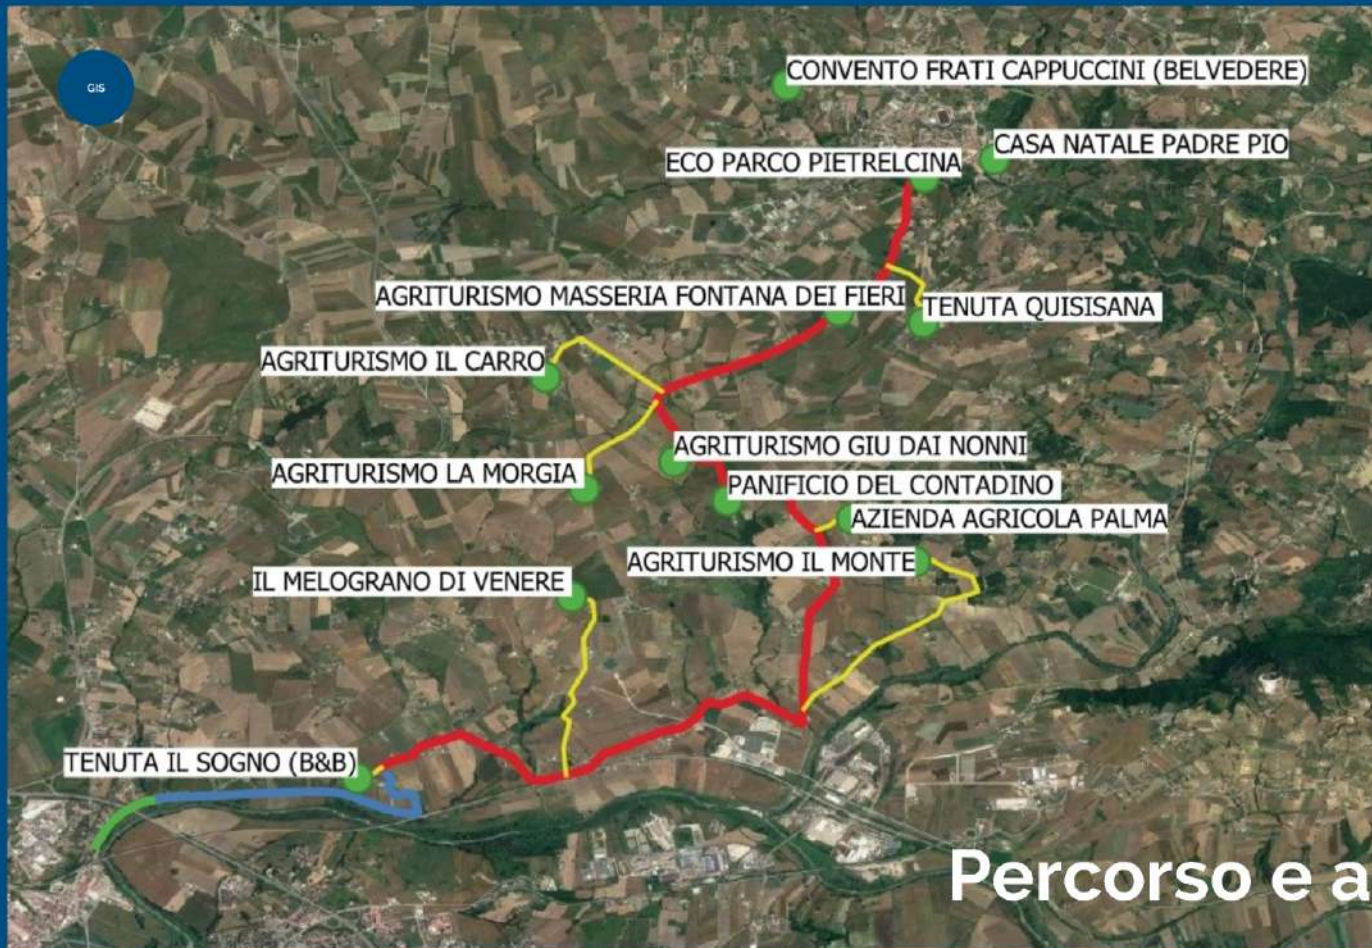 GIS
CONVENTO FRATI CAPPUCCINI (BELVEDERE)
CASA NATALE PADRE PIO
ECO PARCO PIETRELCINA
AGRITURISMO MASSERIA FONTANA DEI FIERI
TENUTA QUISISANA
AGRITURISMO IL CARRO
AGRITURISMO GIU DAI NONNI
AGRITURISMO LA MORGIA
PANIFICIO DEL CONTADINO
AZIENDA AGRICOLA PALMA
AGRITURISMO IL MONTE
IL MELOGRANO DI VENERE
TENUTA IL SOGNO (B&B)
Percorso e a